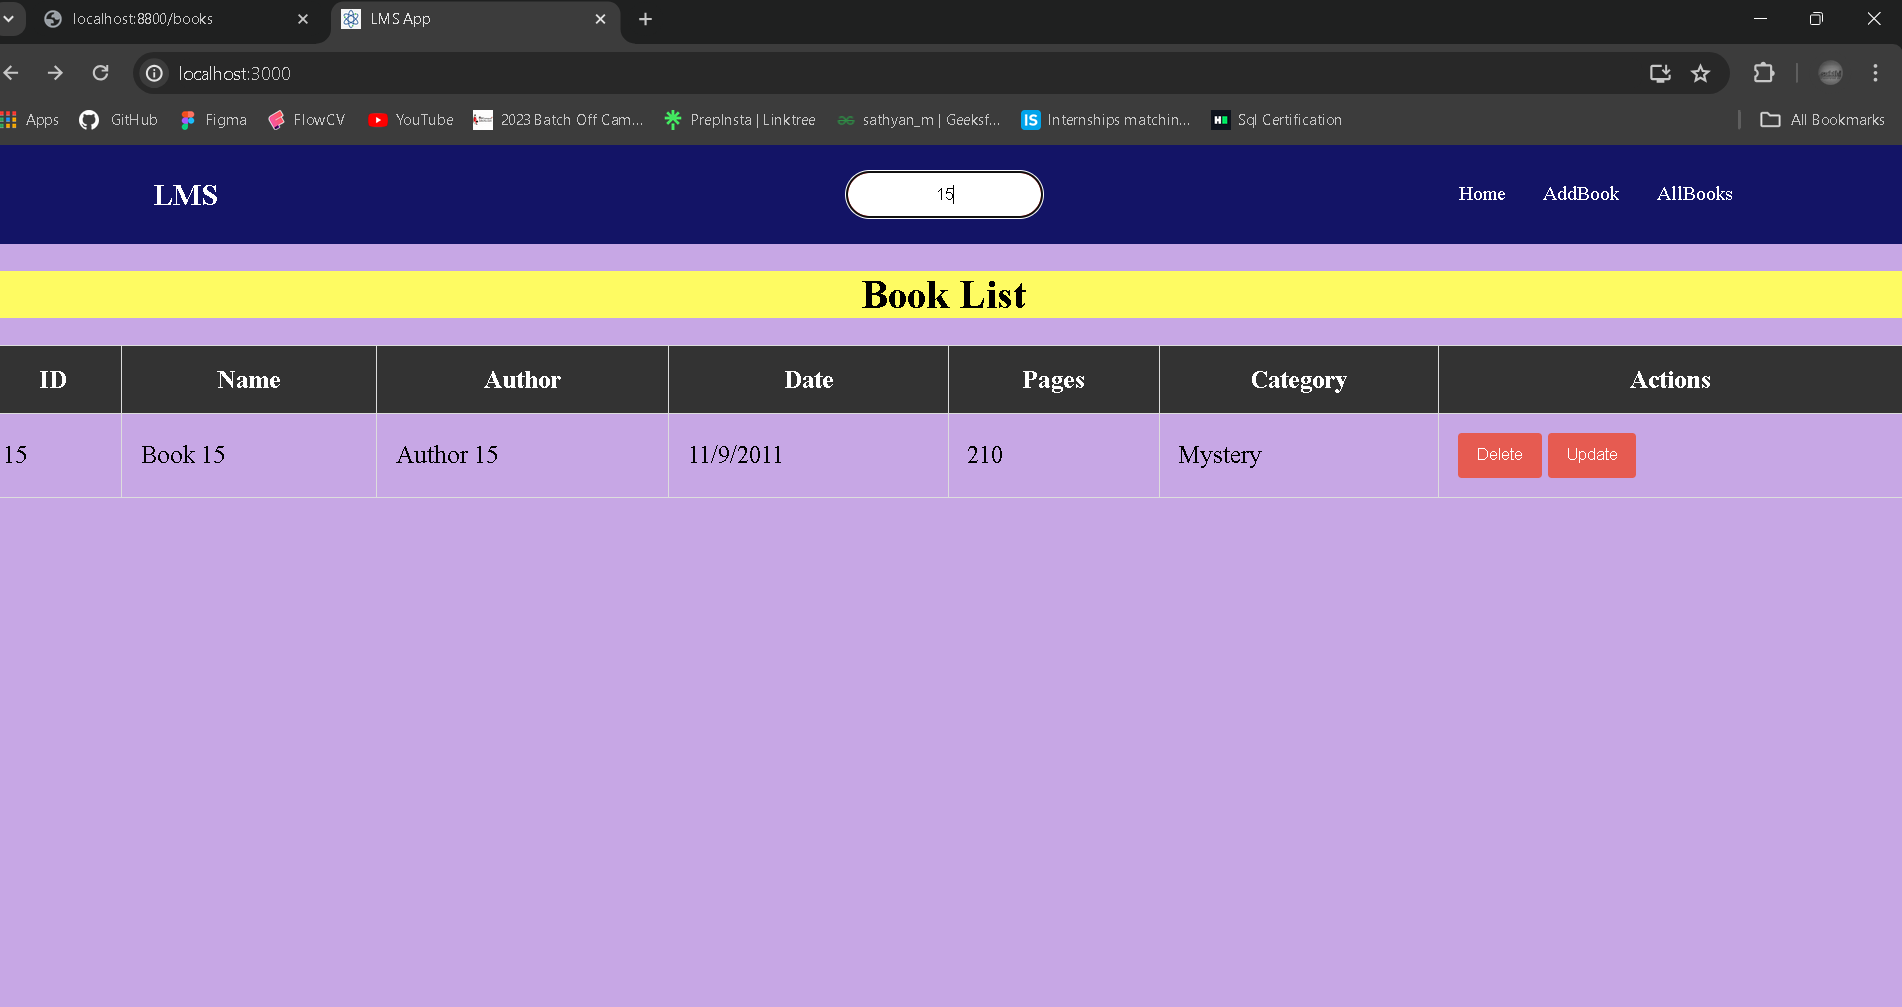 localhost:8800/books LMS App
localhost:3000
Apps GitHub Figma FlowCV YouTube 2023 Batch Off Cam... PrepInsta | Linktree sathyan_m | Geeksf... IS Internships matchin... H Sql Certification All Bookmarks
LMS 15 Home AddBook AllBooks
Book List
ID Name Author Date Pages Category Actions
15 Book 15 Author 15 11/9/2011 210 Mystery Delete Update